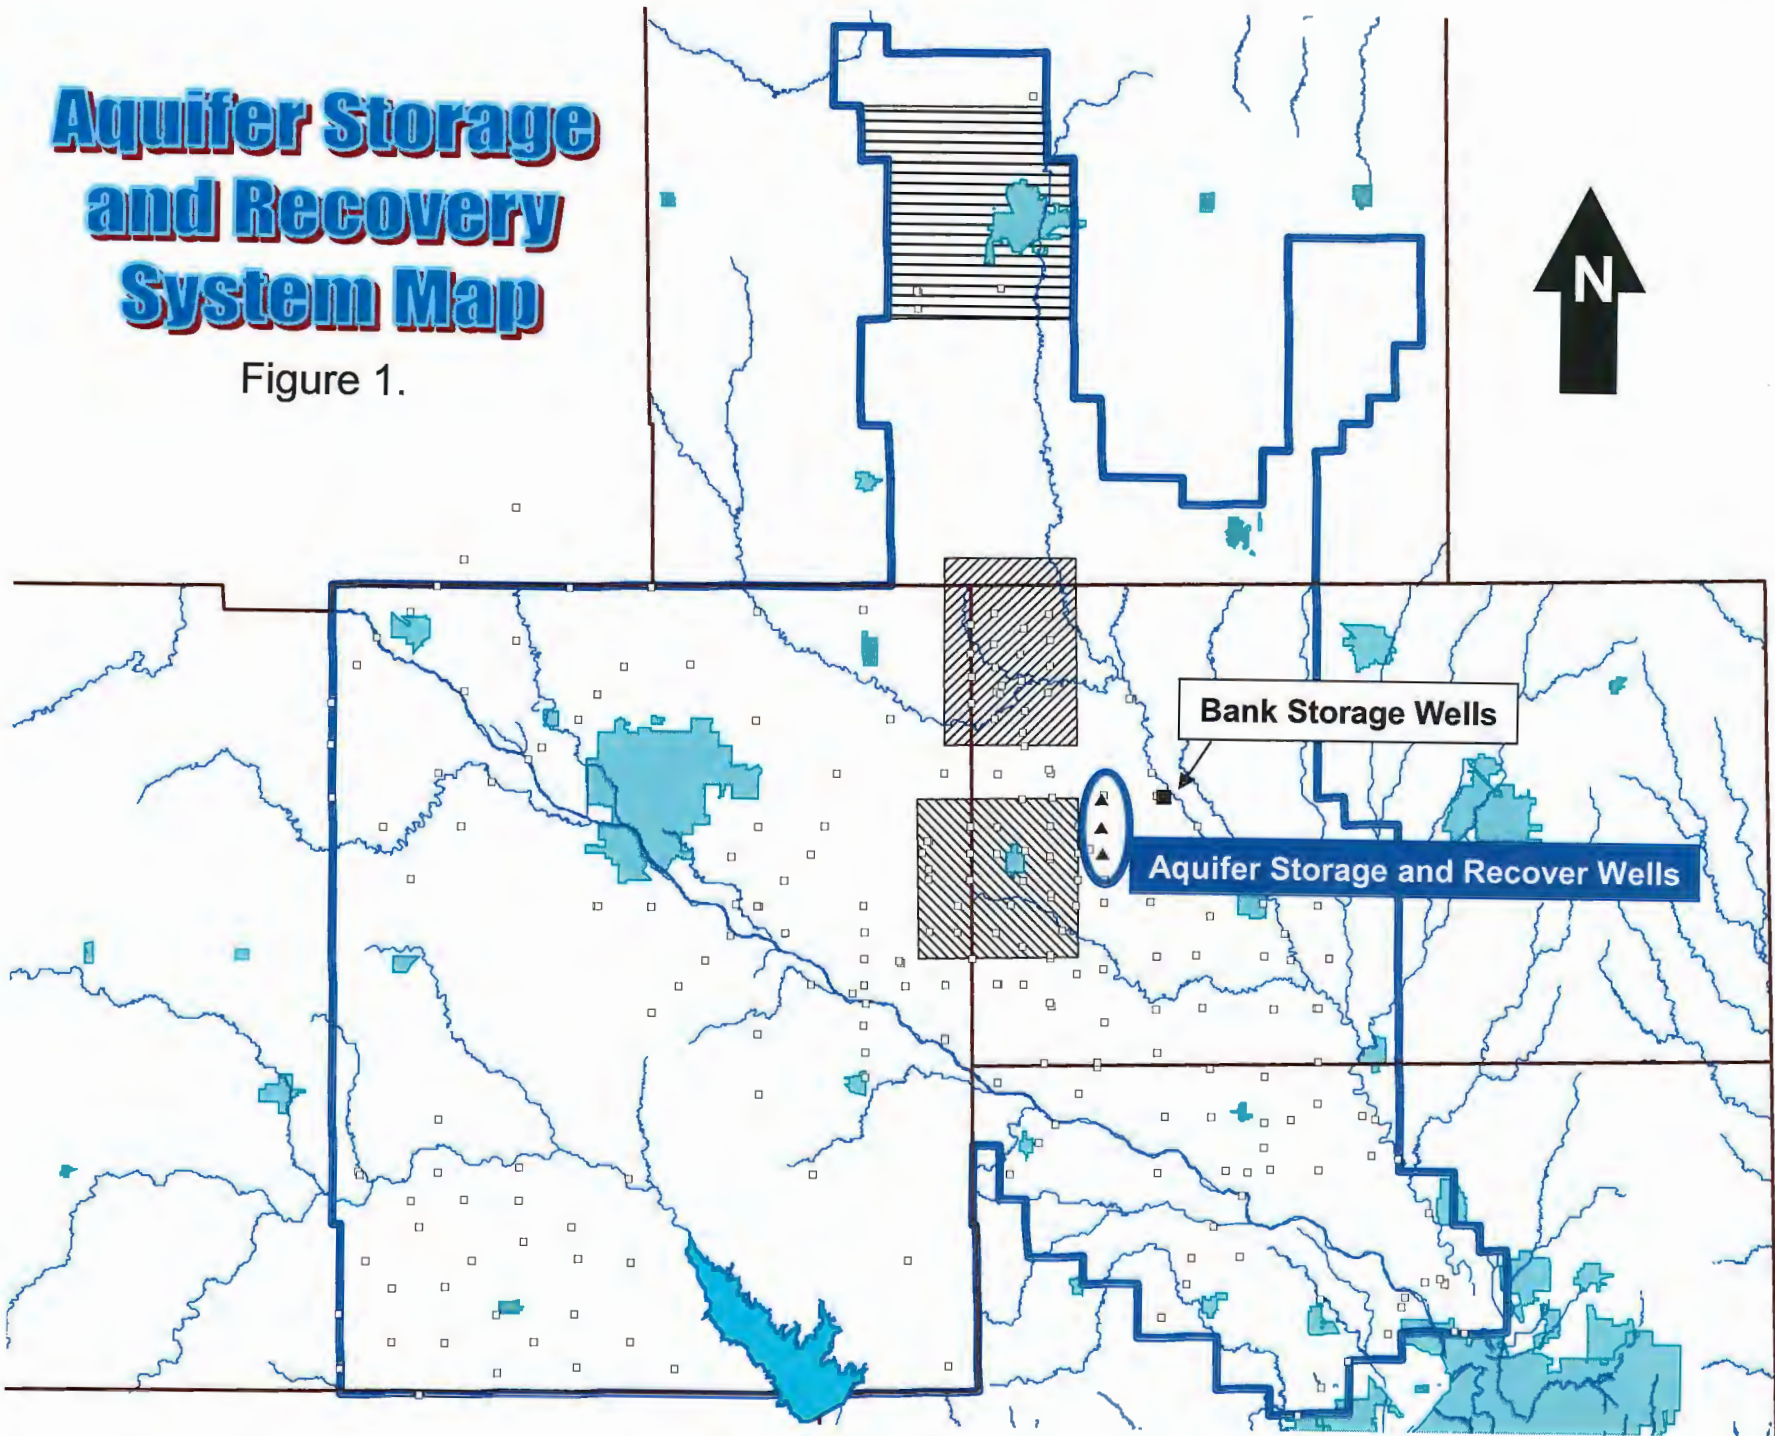 Aquifer Storage
and Recovery
System Map
Figure 1.
N
Bank Storage Wells
Aquifer Storage and Recover Wells